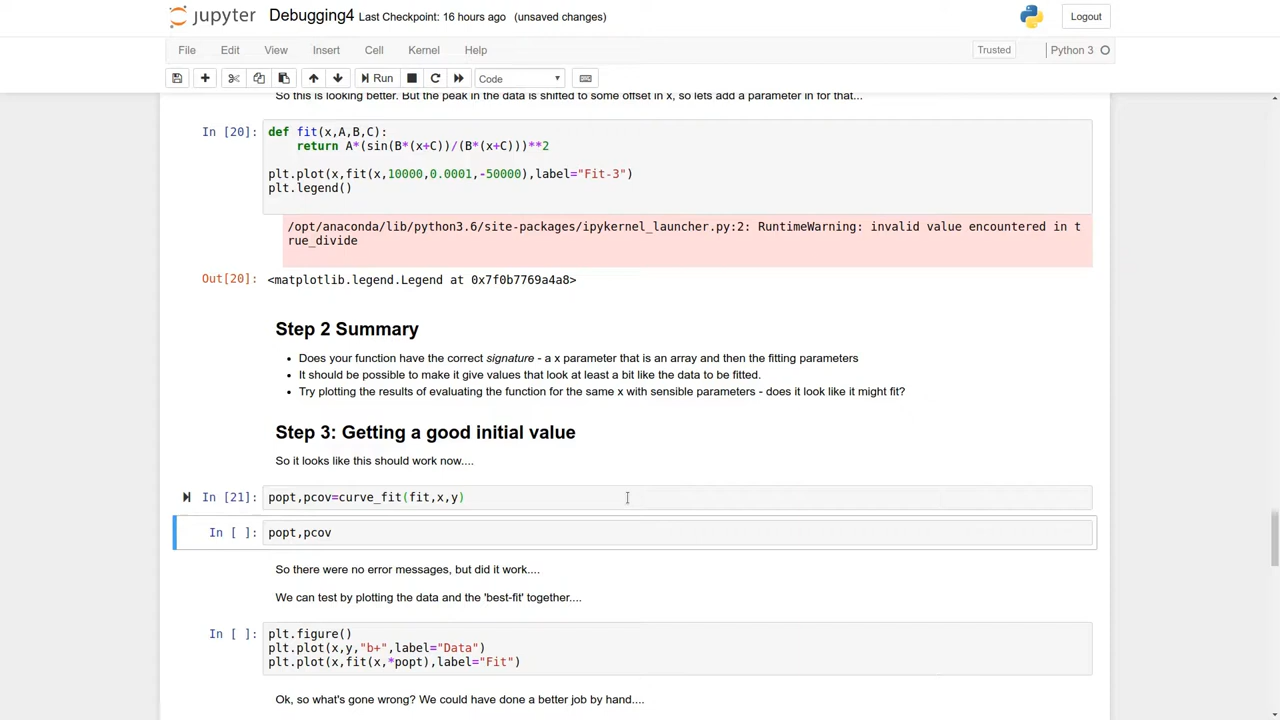 jupyter Debugging4 Last Checkpoint: 16 hours ago (unsaved changes) Logout
File Edit View Insert Cell Kernel Help Trusted Python 3
Run Code
So this is looking better. But the peak in the data is shifted to some offset in x, so lets add a parameter in for that...
In [20]: def fit(x,A,B,C):
return A*(sin(B*(x+C))/(B*(x+C)))**2
plt.plot(x,fit(x,10000,0.0001,-50000),label="Fit-3")
plt.legend()
/opt/anaconda/lib/python3.6/site-packages/ipykernel_launcher.py:2: RuntimeWarning: invalid value encountered in t
rue_divide
Out[20]: <matplotlib.legend.Legend at 0x7f0b7769a4a8>
Step 2 Summary
• Does your function have the correct signature - a x parameter that is an array and then the fitting parameters
• It should be possible to make it give values that look at least a bit like the data to be fitted.
• Try plotting the results of evaluating the function for the same x with sensible parameters - does it look like it might fit?
Step 3: Getting a good initial value
So it looks like this should work now....
In [21]: popt,pcov=curve_fit(fit,x,y)
In [ ]: popt,pcov
So there were no error messages, but did it work....
We can test by plotting the data and the 'best-fit' together....
In [ ]: plt.figure()
plt.plot(x,y,"b+",label="Data")
plt.plot(x,fit(x,*popt),label="Fit")
Ok, so what's gone wrong? We could have done a better job by hand....